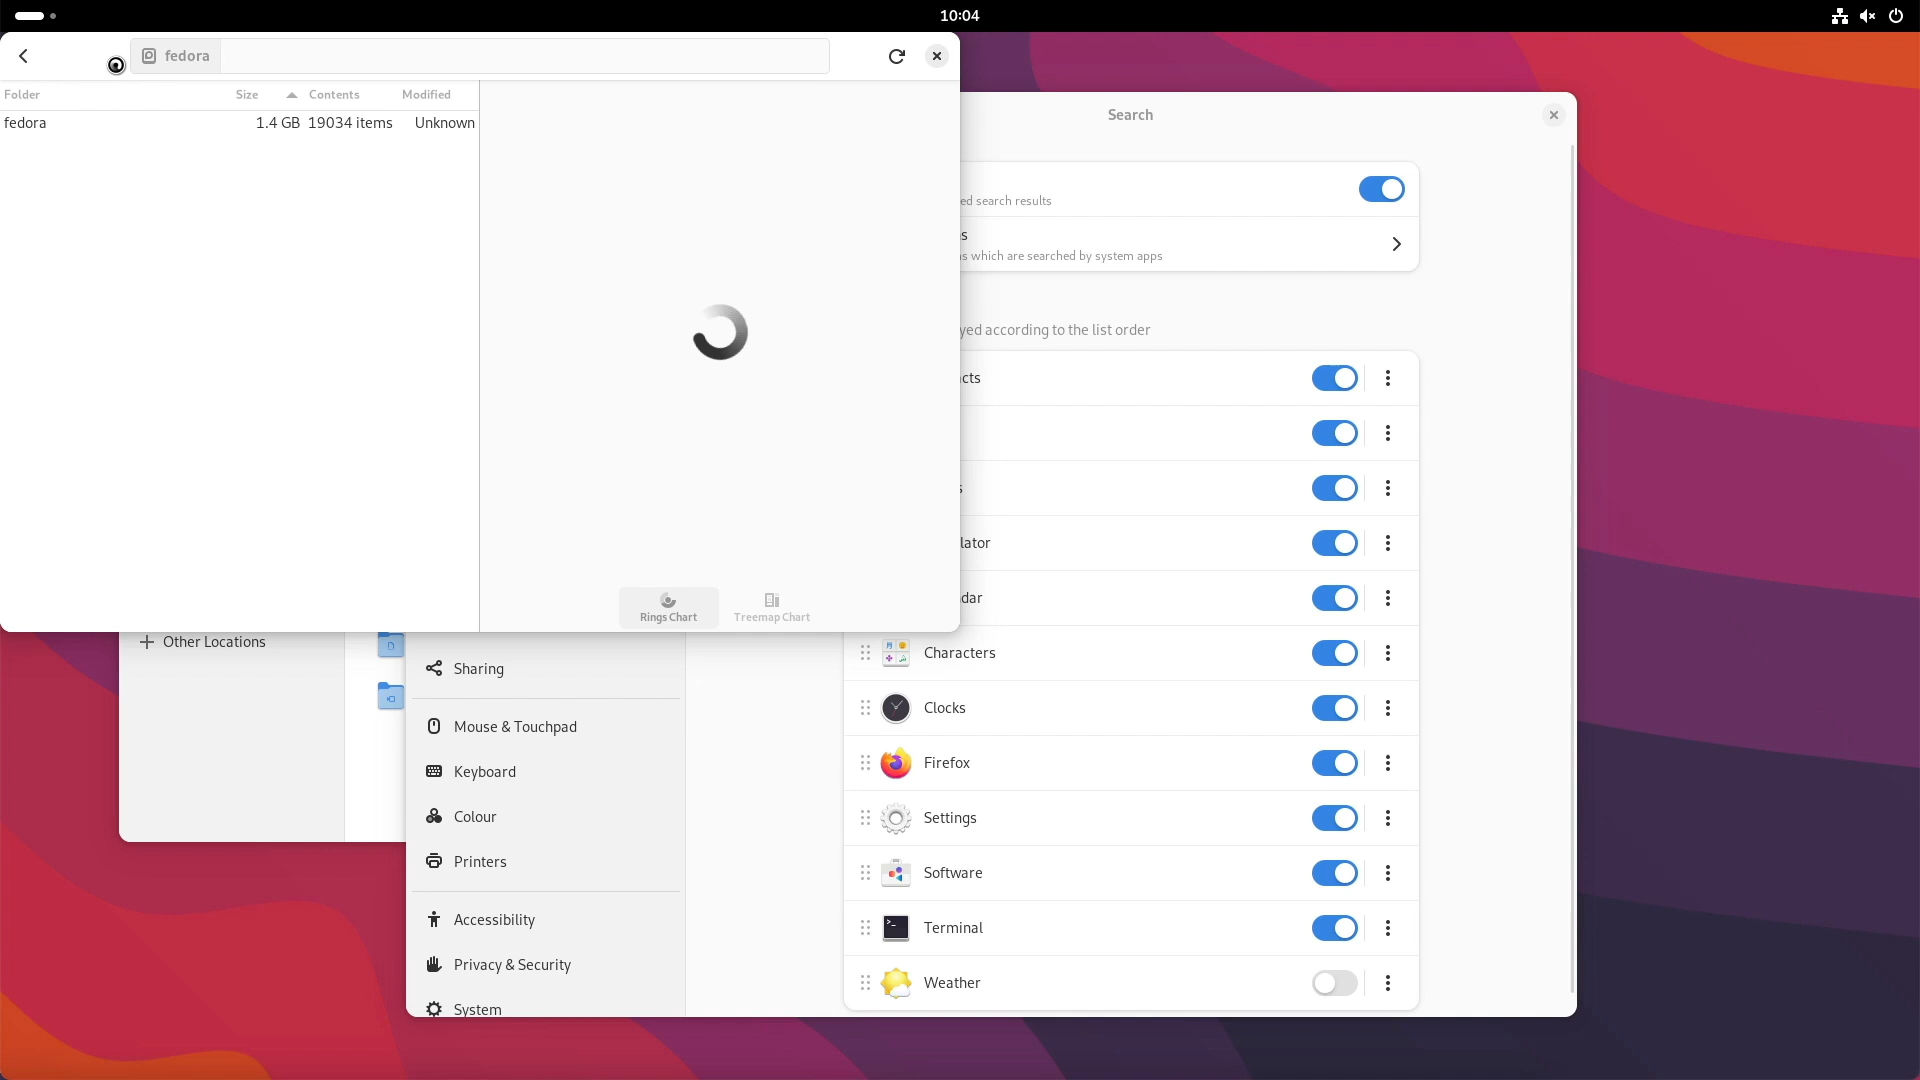 10:04
fedora
Folder Size Contents Modified
fedora 1.4 GB 19034 items Unknown
Rings Chart
Treemap Chart
Search
ed search results
s
s which are searched by system apps
yed according to the list order
cts
s
lator
dar
Characters
Clocks
Firefox
Settings
Software
Terminal
Weather
Other Locations
Sharing
Mouse & Touchpad
Keyboard
Colour
Printers
Accessibility
Privacy & Security
System